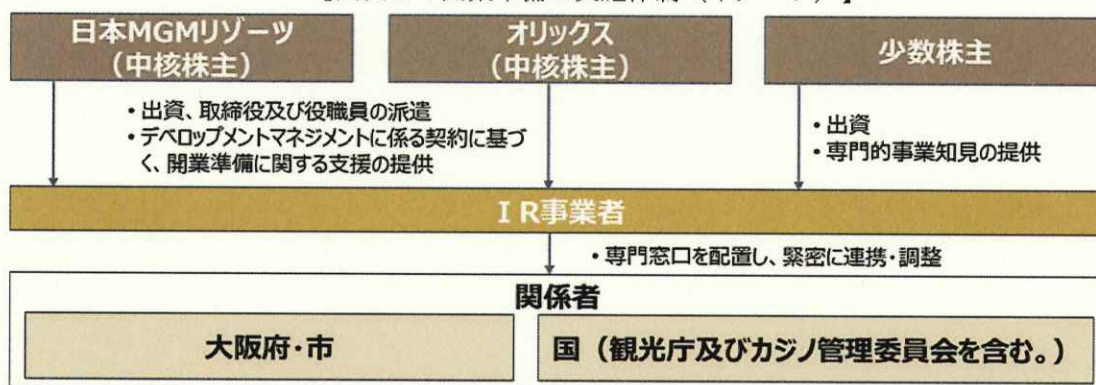 日本MGMリゾーツ
(中核株主)
オリックス
(中核株主)
少数株主
・出資、取締役及び役職員の派遣
・デベロップメントマネジメントに係る契約に基づ
く、開業準備に関する支援の提供
・出資
・専門的事業知見の提供
ＩＲ事業者
・専門窓口を配置し、緊密に連携・調整
関係者
大阪府・市
国（観光庁及びカジノ管理委員会を含む。）